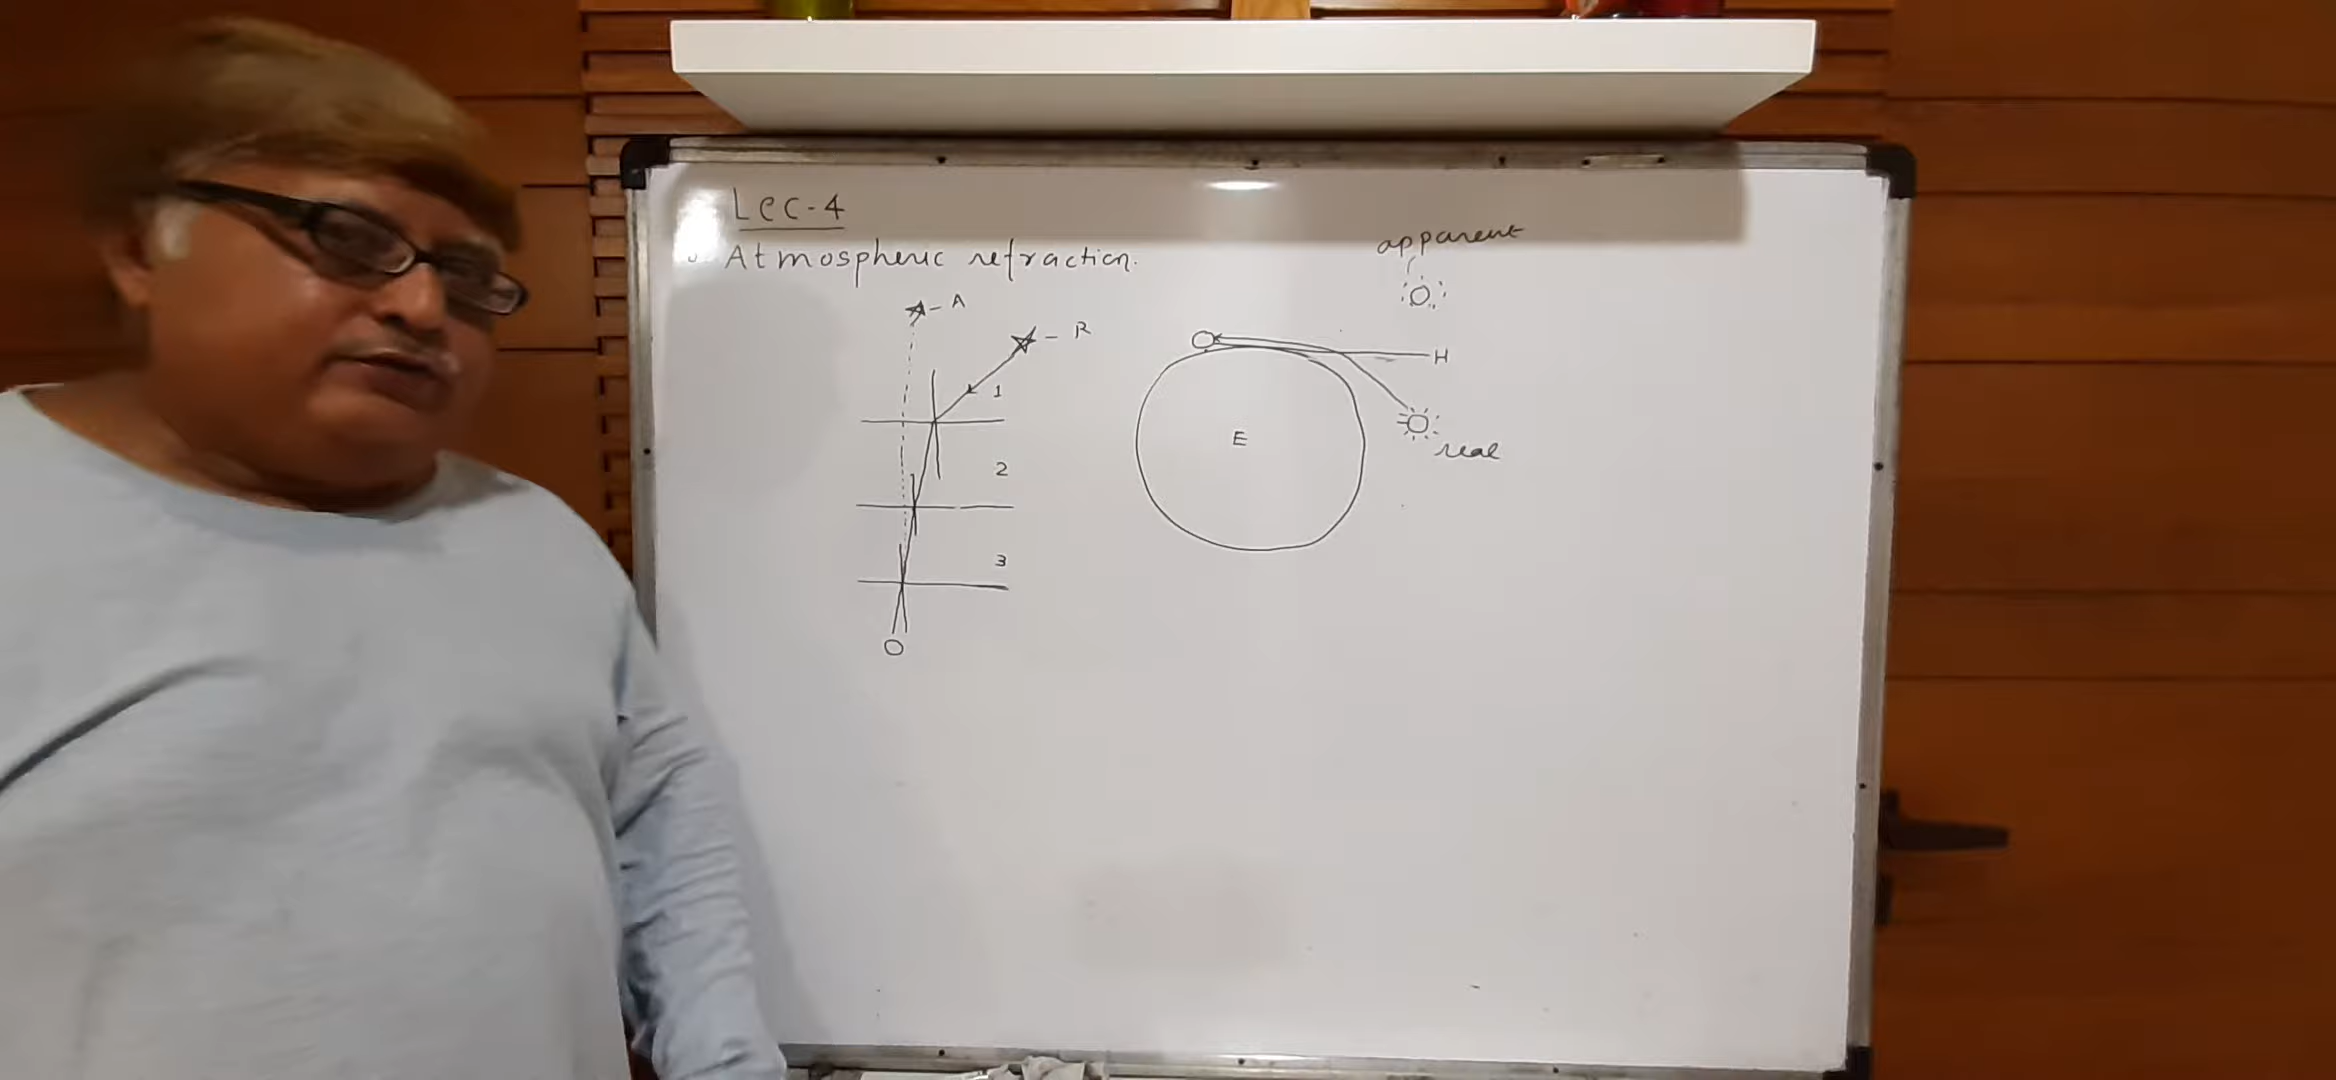 Lec-4
Atmospheric refraction.
apparent
A
R
H
1
E
real
2
3
O